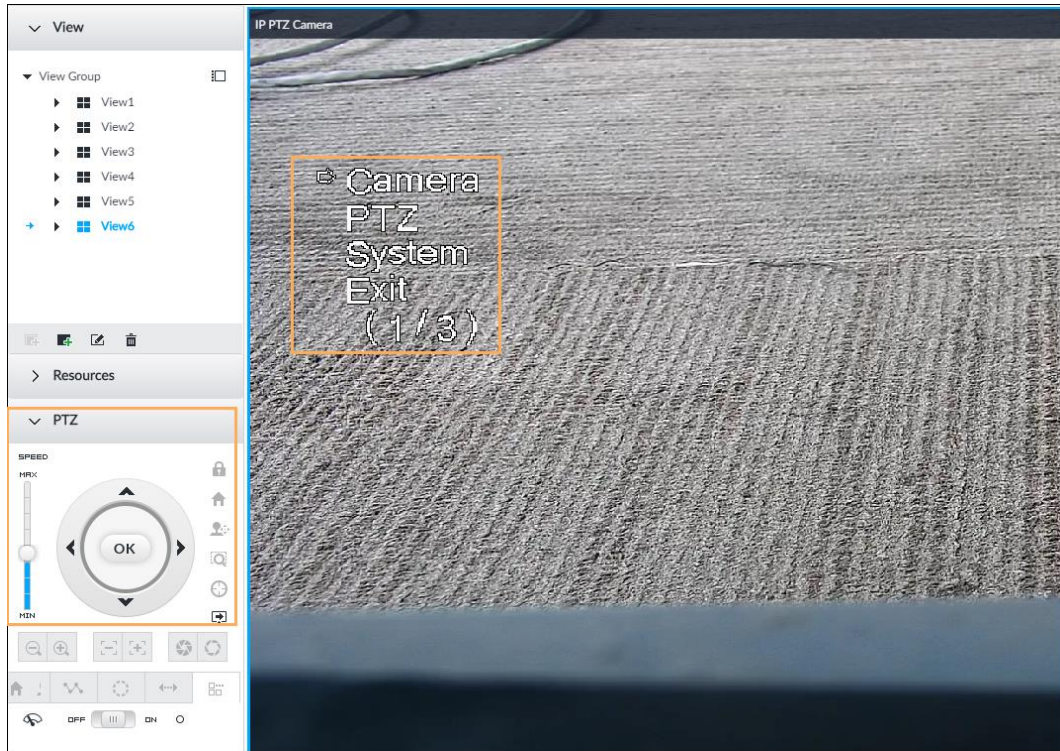 View
View Group
View1
View2
View3
View4
View5
View6
Resources
PTZ
SPEED
MAX
OK
MIN
OFF
ON
IP PTZ Camera
Camera
PTZ
System
Exit
(1/3)